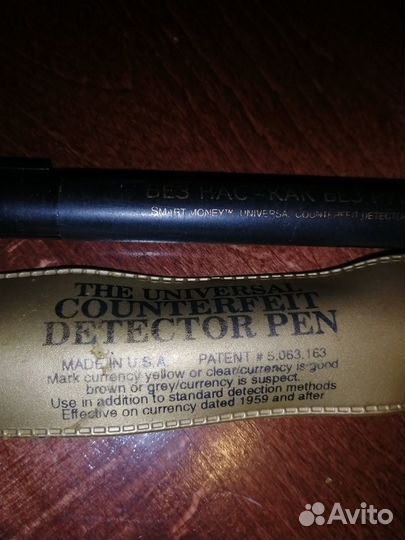 БЕЗ НАС - КАК БЕЗ
SMART MONEY™ UNIVERSAL COUNTERFEIT DETECTOR
THE UNIVERSAL
COUNTERFEIT
DETECTOR PEN
MADE IN U.S.A. PATENT # 5,063,163
Mark currency yellow or clear/currency is good
brown or grey/currency is suspect.
Use in addition to standard detection methods
Effective on currency dated 1959 and after
Avito